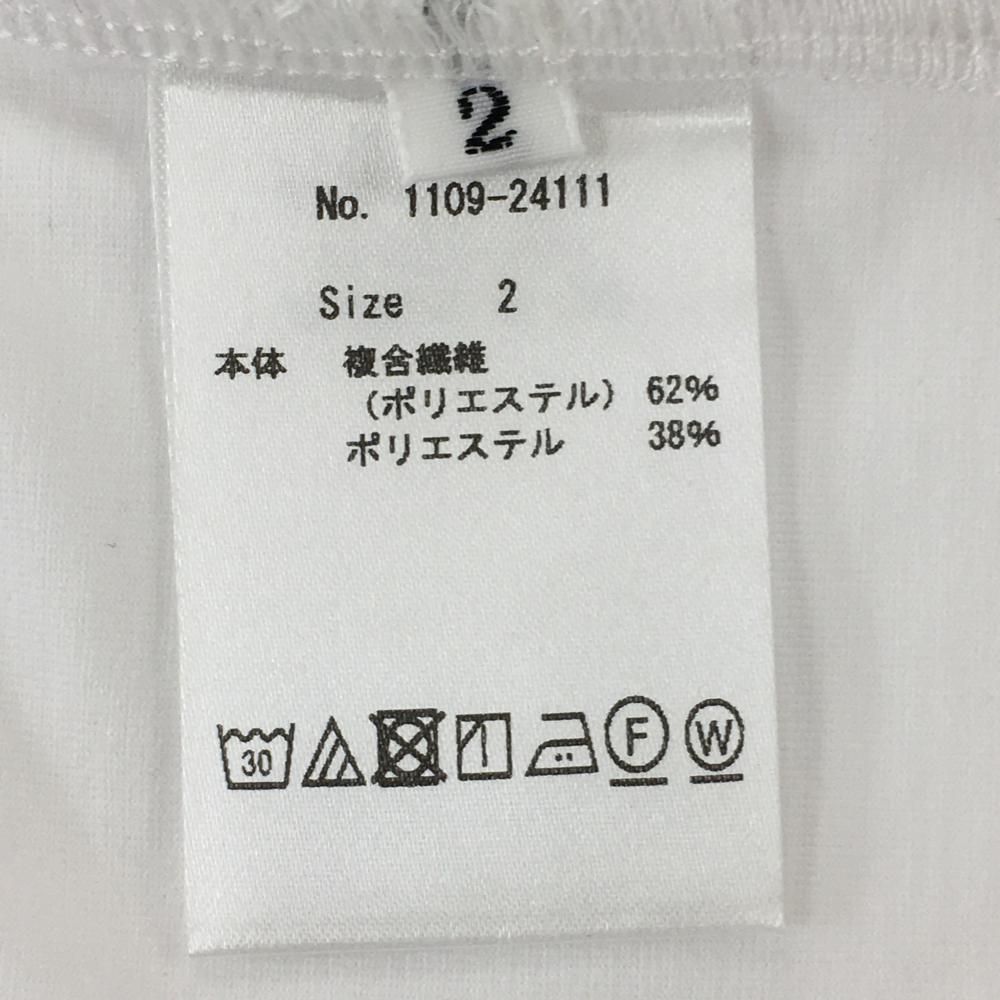 2
No. 1109-24111
Size 2
本体 複合繊維
(ポリエステル) 62%
ポリエステル 38%
30 F W